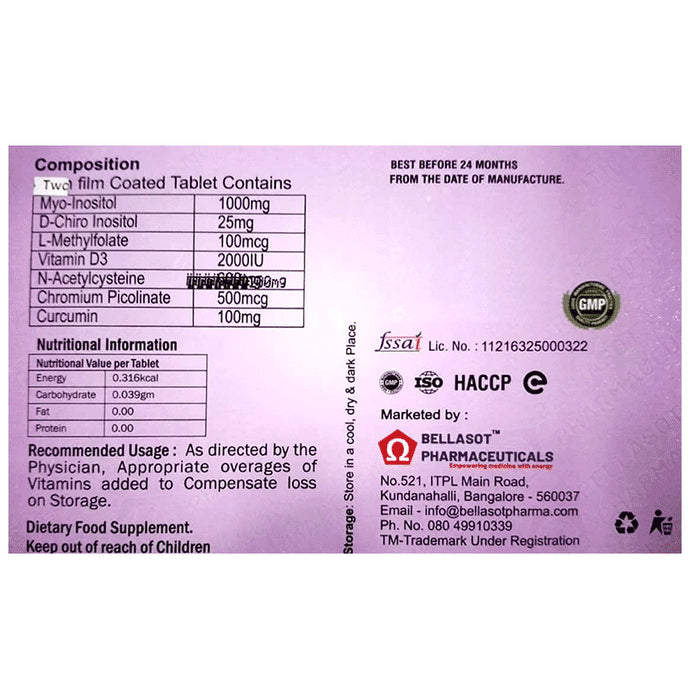 Composition
Two film Coated Tablet Contains
Myo-Inositol 1000mg
D-Chiro Inositol 25mg
L-Methylfolate 100mcg
Vitamin D3 2000IU
N-Acetylcysteine
Chromium Picolinate 500mcg
Curcumin 100mg
Nutritional Information
Nutritional Value per Tablet
Energy 0.316kcal
Carbohydrate 0.039gm
Fat 0.00
Protein 0.00
Recommended Usage : As directed by the
Physician, Appropriate overages of
Vitamins added to Compensate loss
on Storage.
Dietary Food Supplement.
Keep out of reach of Children
Storage: Store in a cool, dry & dark Place.
BEST BEFORE 24 MONTHS
FROM THE DATE OF MANUFACTURE.
GMP
fssai Lic. No. : 11216325000322
GMP ISO HACCP
Marketed by :
BELLASOT™
PHARMACEUTICALS
Empowering medicine with energy
No.521, ITPL Main Road,
Kundanahalli, Bangalore - 560037
Email - info@bellasotpharma.com
Ph. No. 080 49910339
TM-Trademark Under Registration